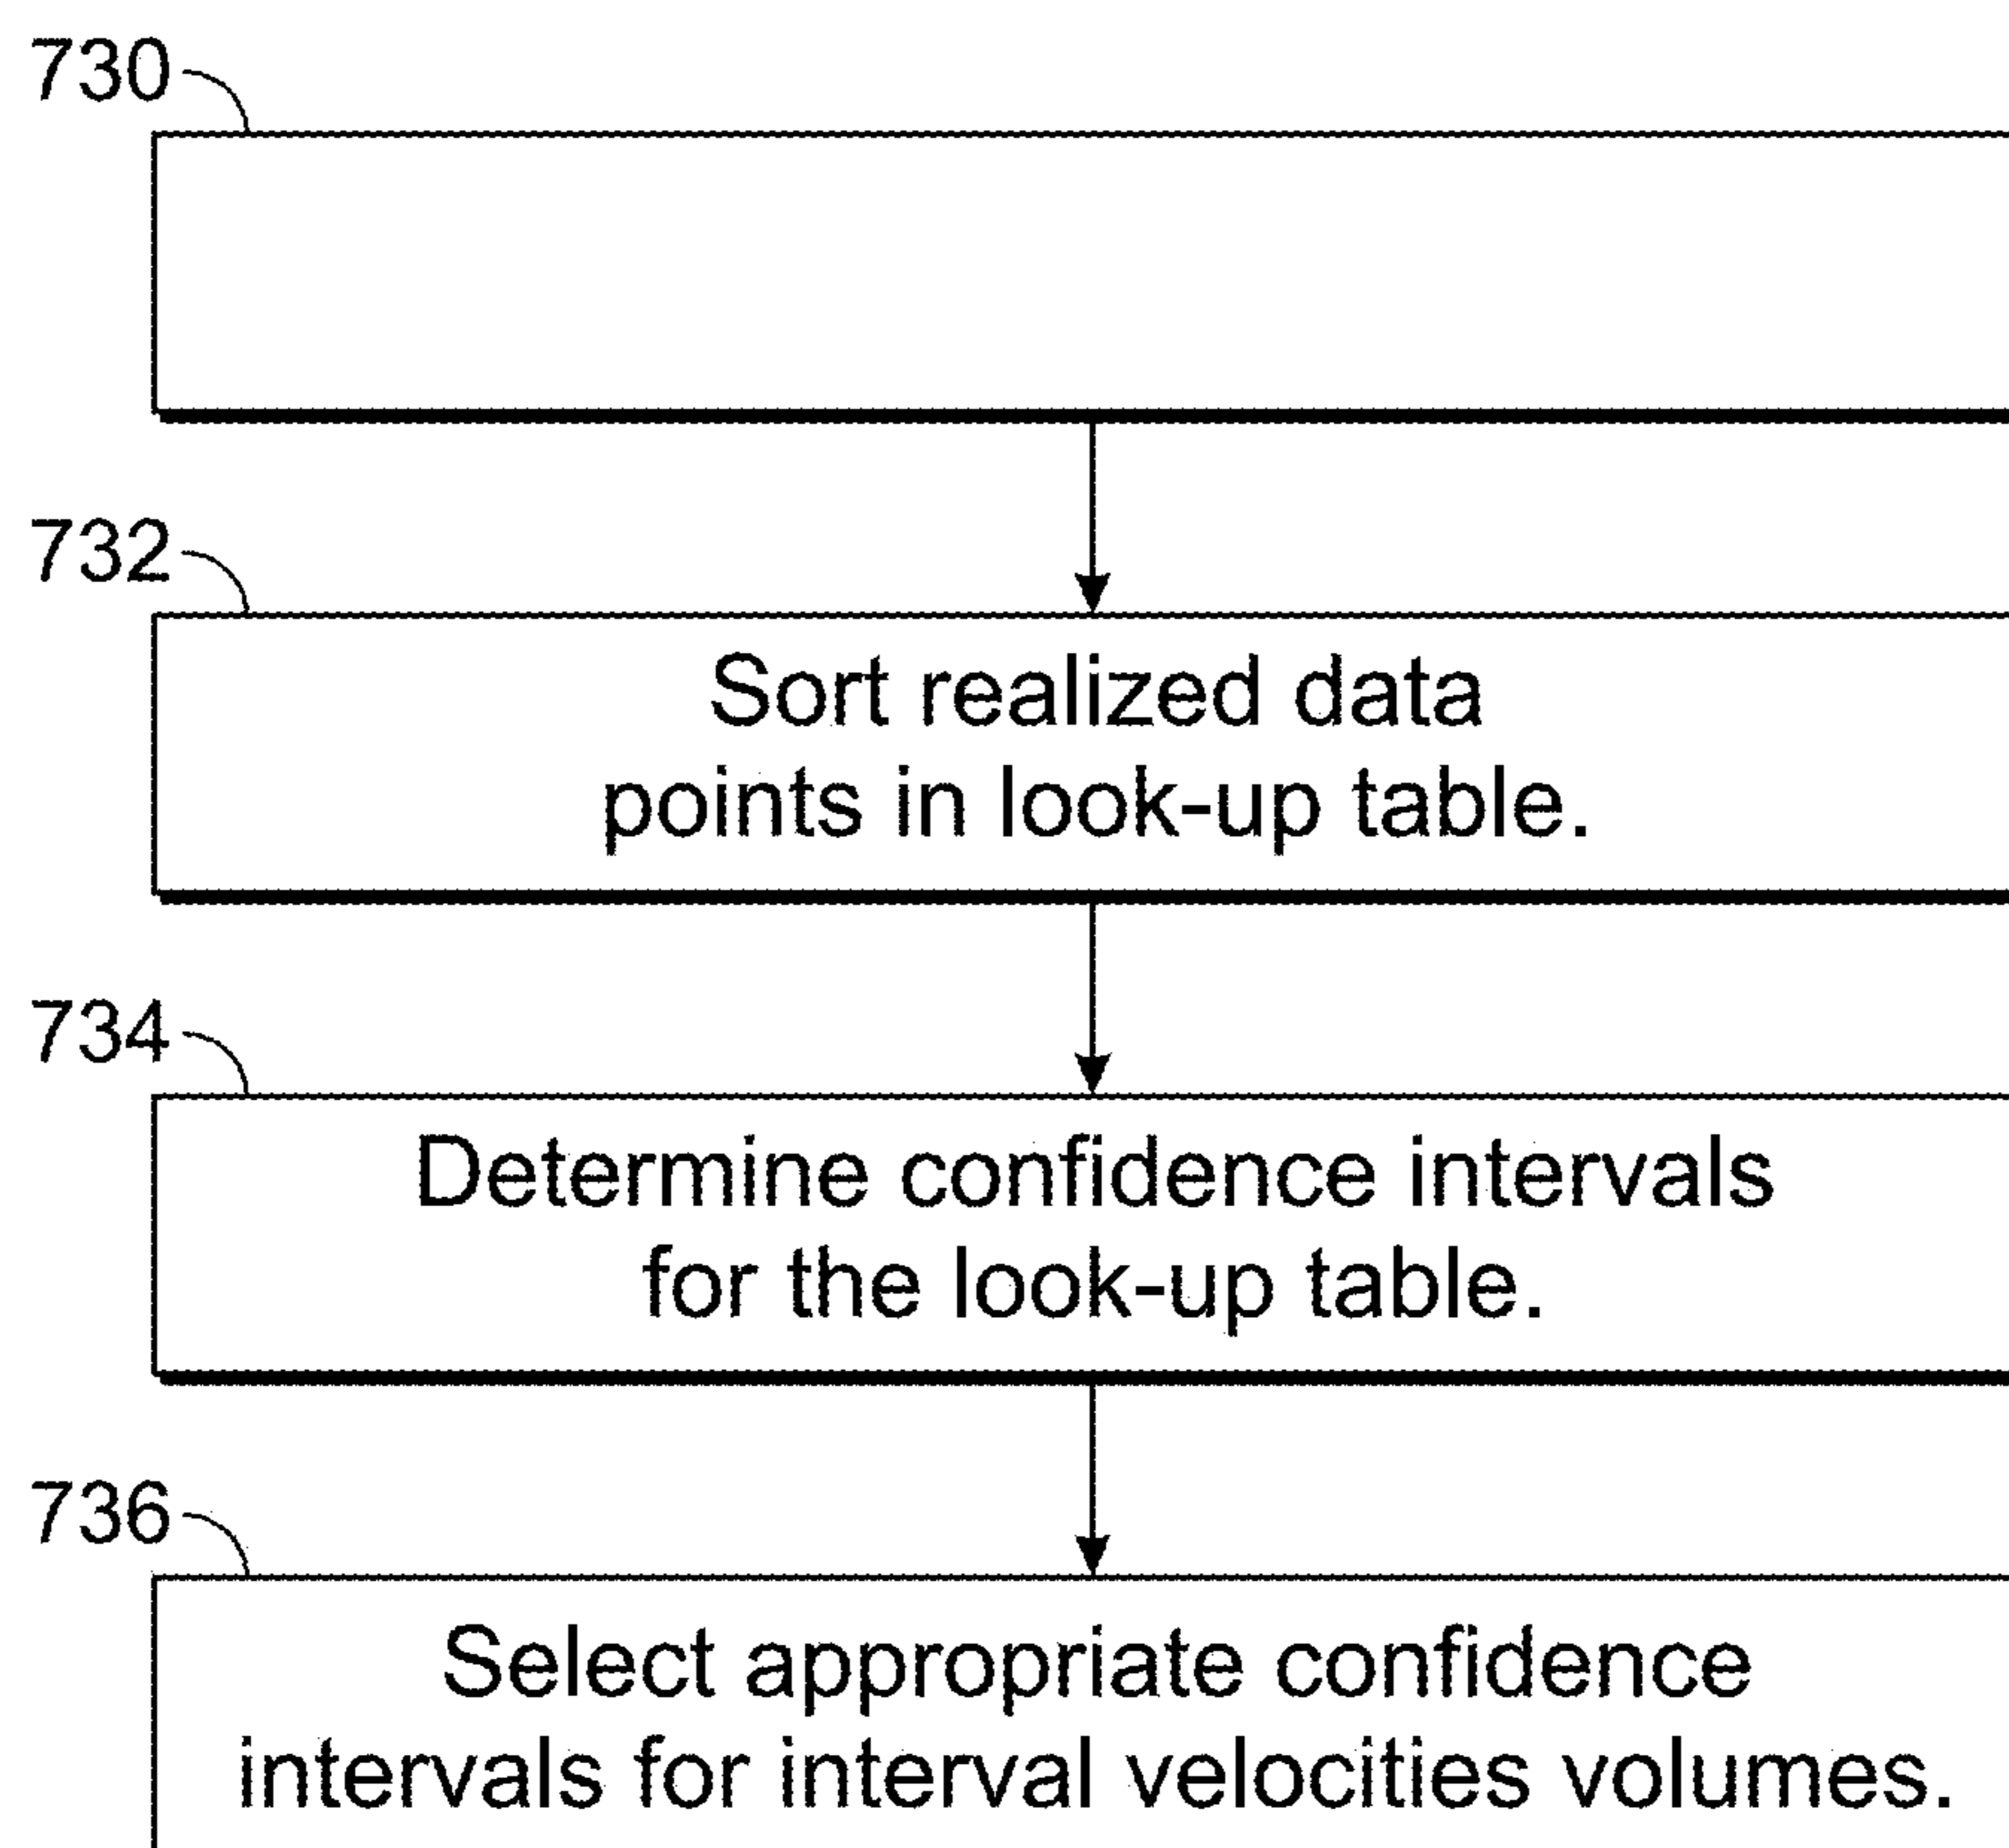 730
732
Sort realized data
points in look-up table.
734
Determine confidence intervals
for the look-up table.
736
Select appropriate confidence
intervals for interval velocities volumes.